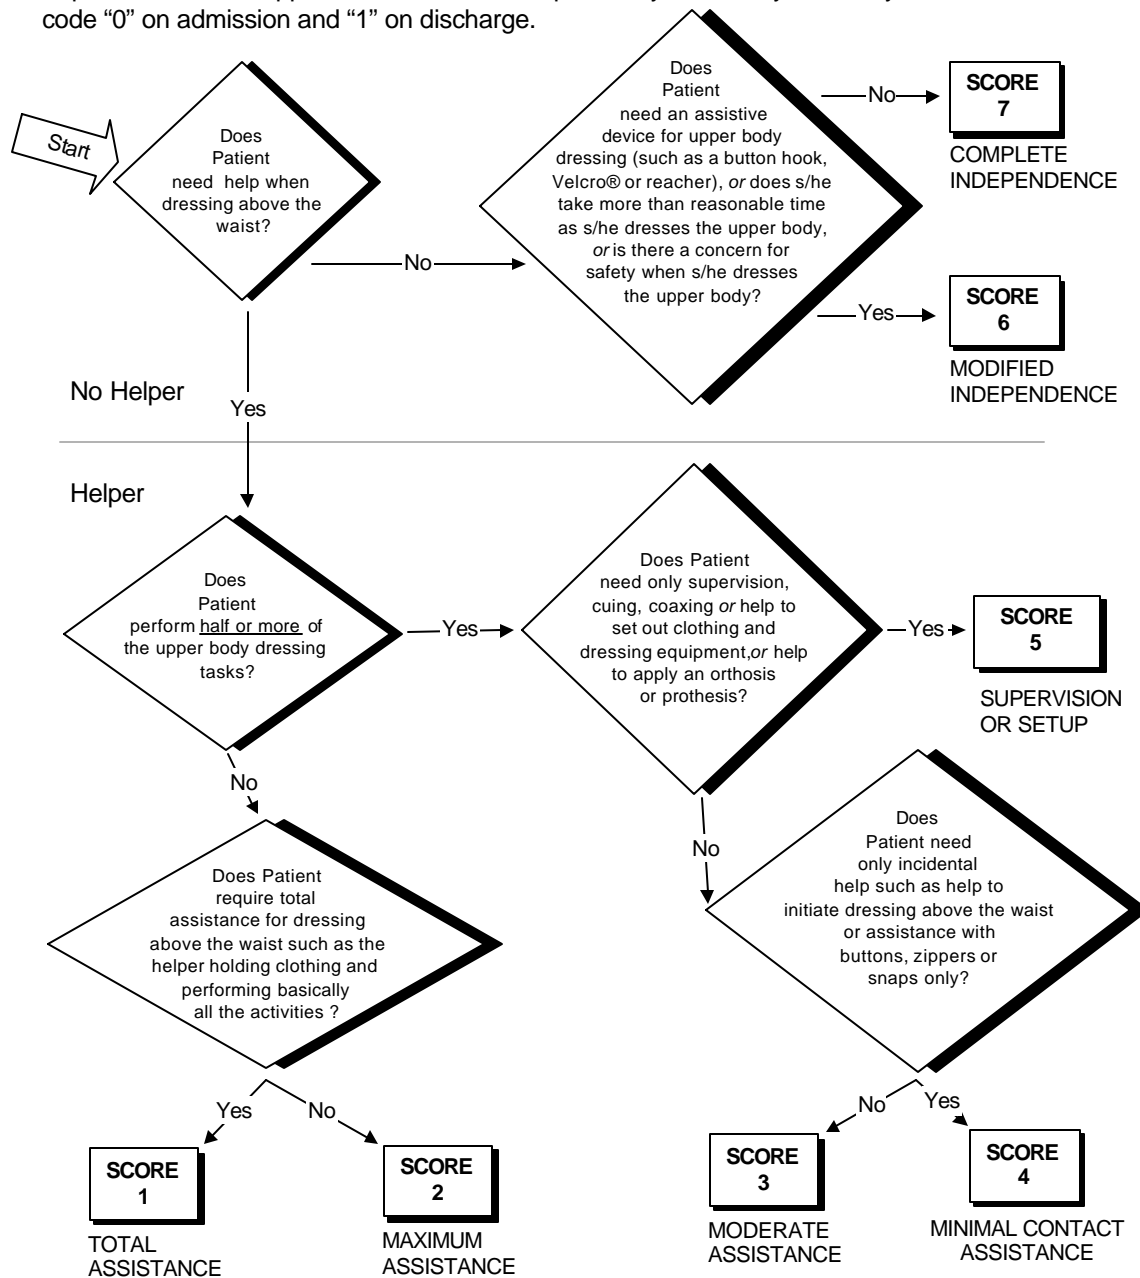 code “0” on admission and “1” on discharge.
Start
Does
Patient
need help when
dressing above the
waist?
No
Does
Patient
need an assistive
device for upper body
dressing (such as a button hook,
Velcro® or reacher), or does s/he
take more than reasonable time
as s/he dresses the upper body,
or is there a concern for
safety when s/he dresses
the upper body?
No
SCORE
7
COMPLETE
INDEPENDENCE
Yes
SCORE
6
MODIFIED
INDEPENDENCE
No Helper
Yes
Helper
Does
Patient
perform half or more of
the upper body dressing
tasks?
Yes
Does Patient
need only supervision,
cuing, coaxing or help to
set out clothing and
dressing equipment,or help
to apply an orthosis
or prothesis?
Yes
SCORE
5
SUPERVISION
OR SETUP
No
Does Patient
require total
assistance for dressing
above the waist such as the
helper holding clothing and
performing basically
all the activities ?
No
Does
Patient need
only incidental
help such as help to
initiate dressing above the waist
or assistance with
buttons, zippers or
snaps only?
Yes
No
SCORE
1
TOTAL
ASSISTANCE
SCORE
2
MAXIMUM
ASSISTANCE
No
Yes
SCORE
3
MODERATE
ASSISTANCE
SCORE
4
MINIMAL CONTACT
ASSISTANCE